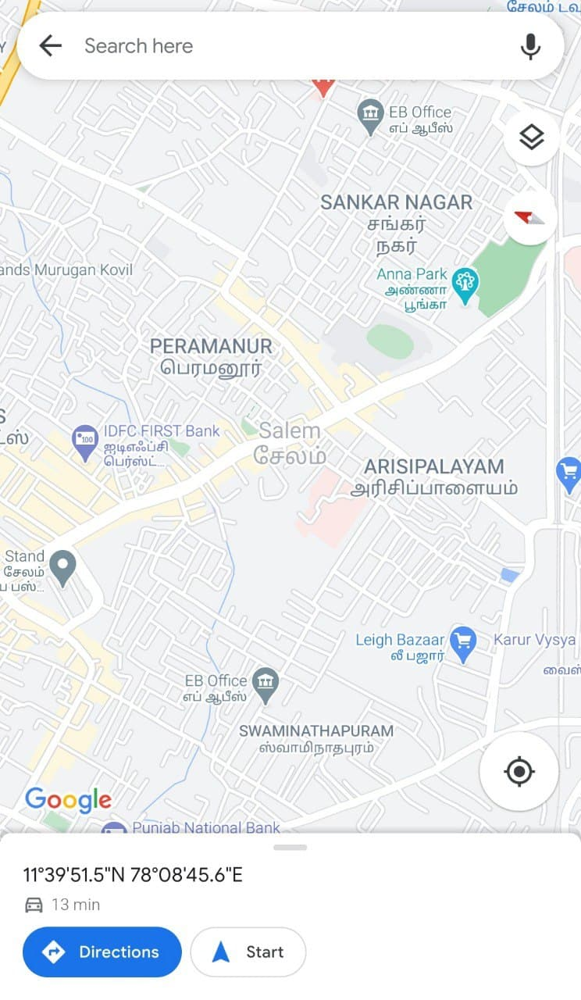 சேலம் டவ
Search here
EB Office
எப் ஆபீஸ்
SANKAR NAGAR
சங்கர்
நகர்
ands Murugan Kovil
Anna Park
அண்ணா
பூங்கா
PERAMANUR
பெரமனூர்
IDFC FIRST Bank
ஐடிஎஃப்சி
பெர்ஸ்ட்...
Salem
சேலம்
ARISIPALAYAM
அரிசிப்பாளையம்
Stand
சேலம்
ய பஸ்...
100
Leigh Bazaar
லீ பஜார்
Karur Vysya
வைஸ்
EB Office
எப் ஆபீஸ்
SWAMINATHAPURAM
ஸ்வாமிநாதபுரம்
Google
Punjab National Bank
11°39'51.5"N 78°08'45.6"E
13 min
Directions
Start